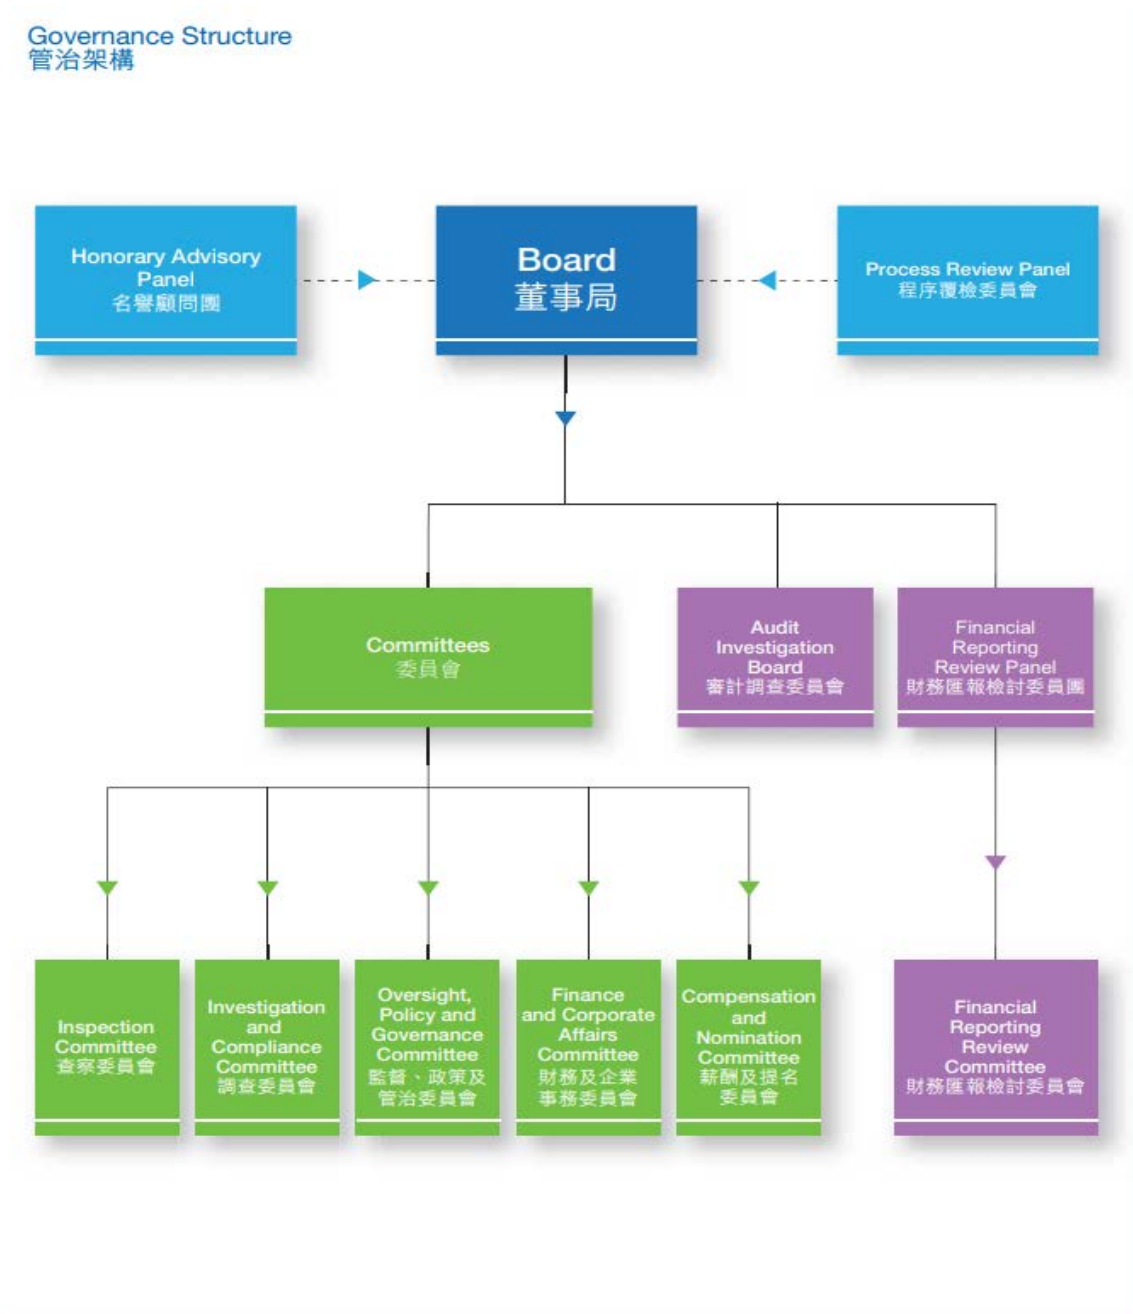 Governance Structure
管治架構
Honorary Advisory
Panel
名譽顧問團
Board
董事局
Process Review Panel
程序覆檢委員會
Committees
委員會
Audit
Investigation
Board
審計調查委員會
Financial
Reporting
Review Panel
財務匯報檢討委員團
Inspection
Committee
查察委員會
Investigation
and
Compliance
Committee
調查委員會
Oversight,
Policy and
Governance
Committee
監督、政策及
管治委員會
Finance
and Corporate
Affairs
Committee
財務及企業
事務委員會
Compensation
and
Nomination
Committee
薪酬及提名
委員會
Financial
Reporting
Review
Committee
財務匯報檢討委員會